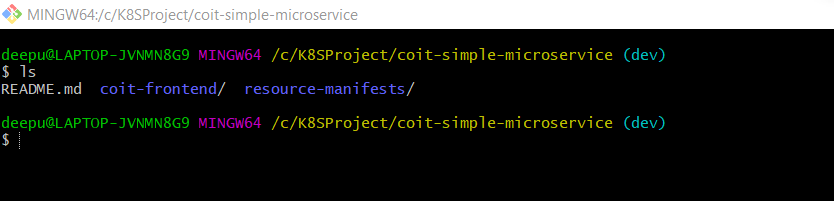 MINGW64:/c/K8SProject/coit-simple-microservice
deepu@LAPTOP-JVNMN8G9 MINGW64 /c/K8SProject/coit-simple-microservice (dev)
$ ls
README.md  coit-frontend/  resource-manifests/
deepu@LAPTOP-JVNMN8G9 MINGW64 /c/K8SProject/coit-simple-microservice (dev)
$